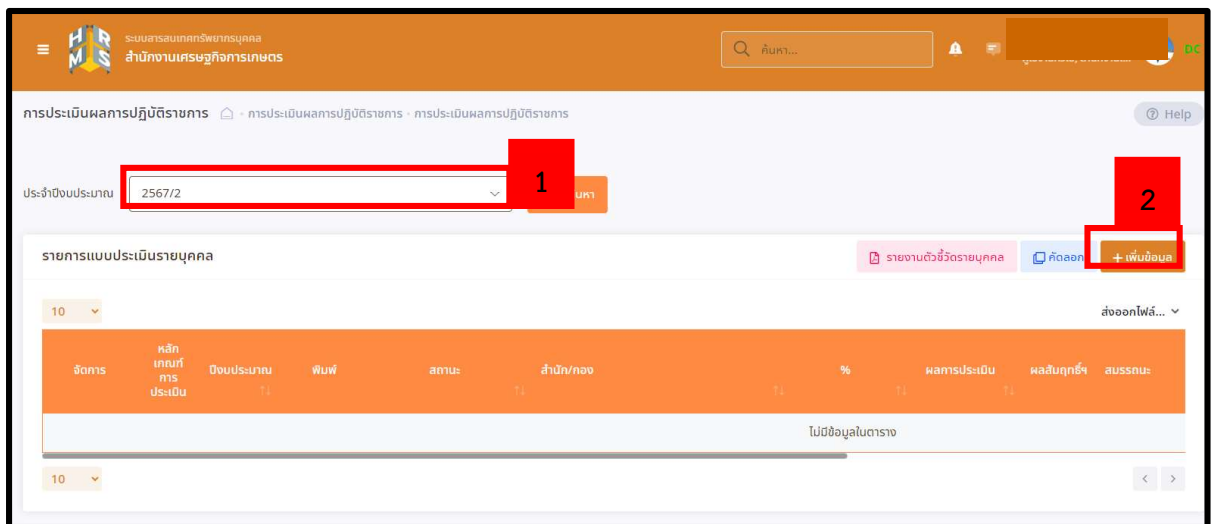 HR
MS
ระบบสารสนเทศทรัพยากรบุคคล
สำนักงานเศรษฐกิจการเกษตร
ค้นหา...
DC
การประเมินผลการปฏิบัติราชการ · การประเมินผลการปฏิบัติราชการ · การประเมินผลการปฏิบัติราชการ
Help
1
ประจำปีงบประมาณ 2567/2
2
รายการแบบประเมินรายบุคคล
รายงานตัวชี้วัดรายบุคคล คัดลอก + เพิ่มข้อมูล
10 ส่งออกไฟล์...
จัดการ หลักเกณฑ์การประเมิน ปีงบประมาณ พิมพ์ สถานะ สำนัก/กอง % ผลการประเมิน ผลสัมฤทธิ์ฯ สมรรถนะ
ไม่มีข้อมูลในตาราง
10